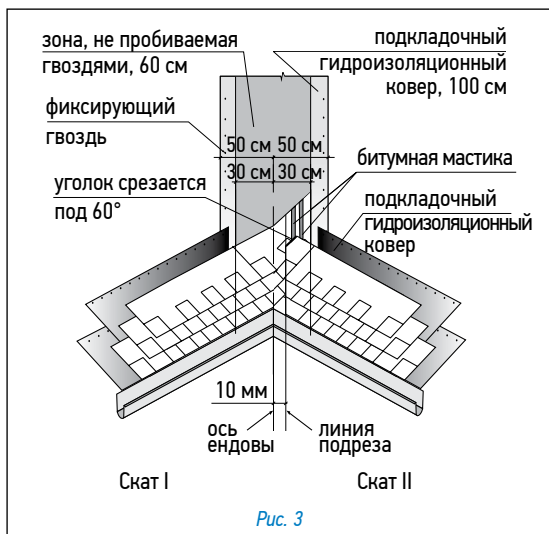 зона, не пробиваемая
гвоздями, 60 см
подкладочный
гидроизоляционный
ковер, 100 см
фиксирующий
гвоздь
50 см 50 см
30 см 30 см
битумная мастика
уголок срезается
под 60°
подкладочный
гидроизоляционный
ковер
10 мм
ось
ендовы
линия
подреза
Скат I
Скат II
Рис. 3